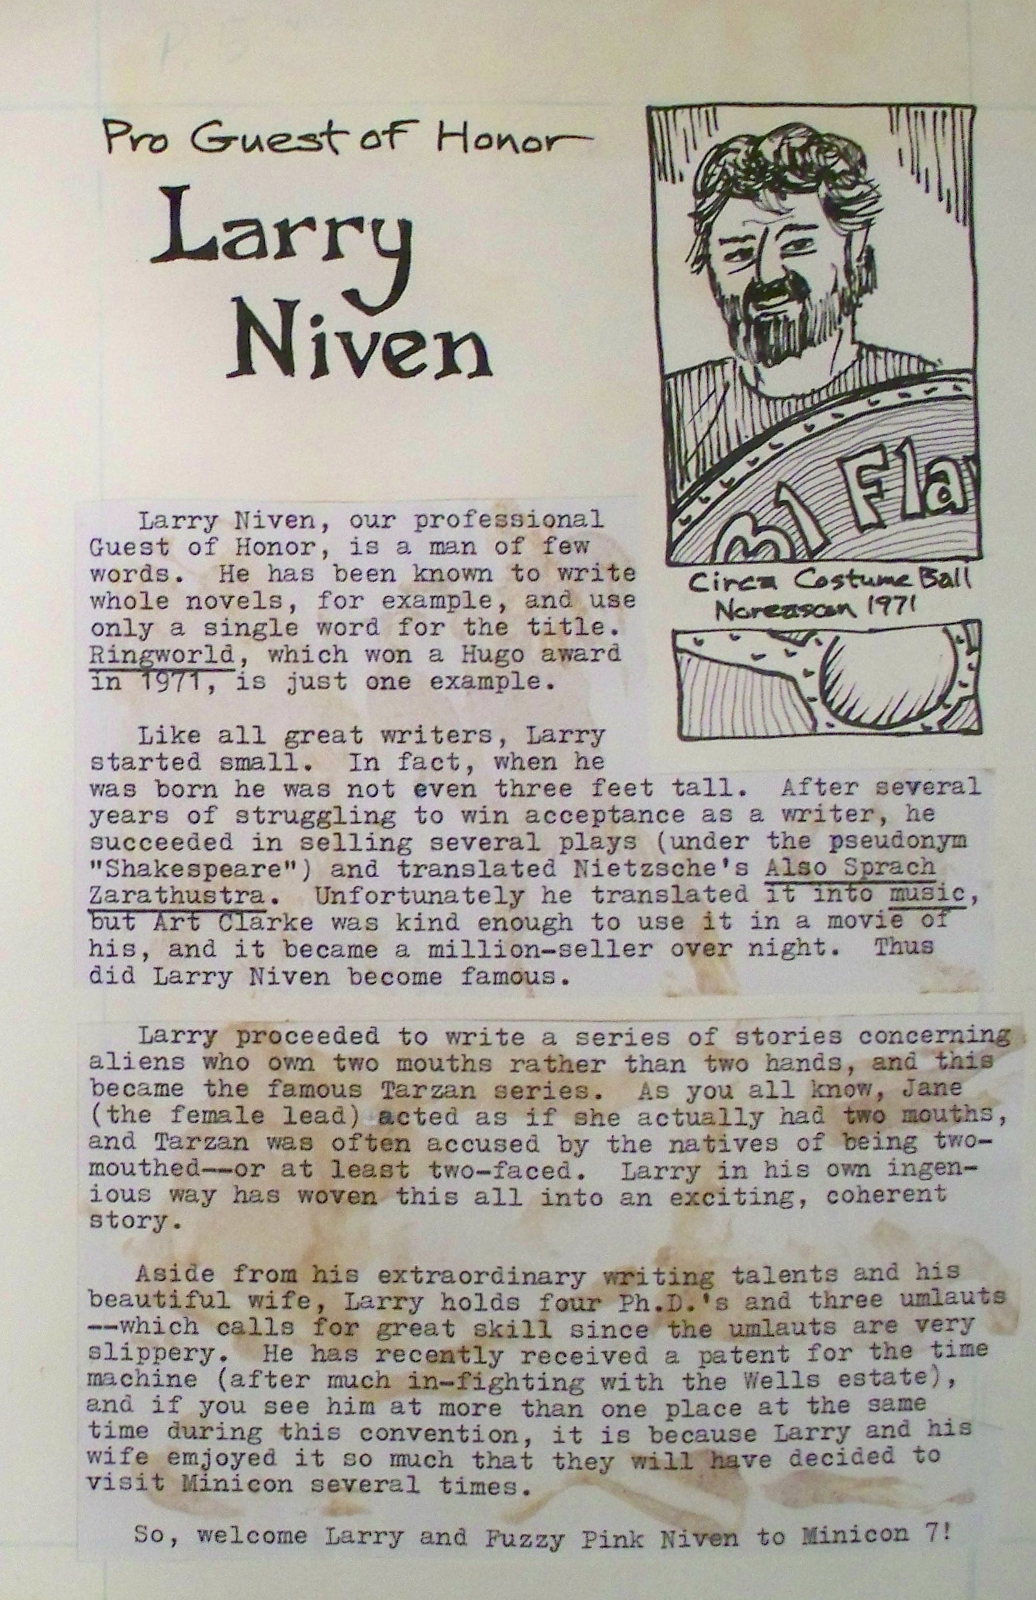 Pro Guest of Honor
Larry
Niven
Fla
Circa Costume Ball
Noreascon 1971
Larry Niven, our professional
Guest of Honor, is a man of few
words. He has been known to write
whole novels, for example, and use
only a single word for the title.
Ringworld, which won a Hugo award
in 1971, is just one example.
Like all great writers, Larry
started small. In fact, when he
was born he was not even three feet tall. After several
years of struggling to win acceptance as a writer, he
succeeded in selling several plays (under the pseudonym
"Shakespeare") and translated Nietzsche's Also Sprach
Zarathustra. Unfortunately he translated it into music,
but Art Clarke was kind enough to use it in a movie of
his, and it became a million-seller over night. Thus
did Larry Niven become famous.
Larry proceeded to write a series of stories concerning
aliens who own two mouths rather than two hands, and this
became the famous Tarzan series. As you all know, Jane
(the female lead) acted as if she actually had two mouths,
and Tarzan was often accused by the natives of being two-
mouthed--or at least two-faced. Larry in his own ingen-
ious way has woven this all into an exciting, coherent
story.
Aside from his extraordinary writing talents and his
beautiful wife, Larry holds four Ph.D.'s and three umlauts
--which calls for great skill since the umlauts are very
slippery. He has recently received a patent for the time
machine (after much in-fighting with the Wells estate),
and if you see him at more than one place at the same
time during this convention, it is because Larry and his
wife emjoyed it so much that they will have decided to
visit Minicon several times.
So, welcome Larry and Fuzzy Pink Niven to Minicon 7!